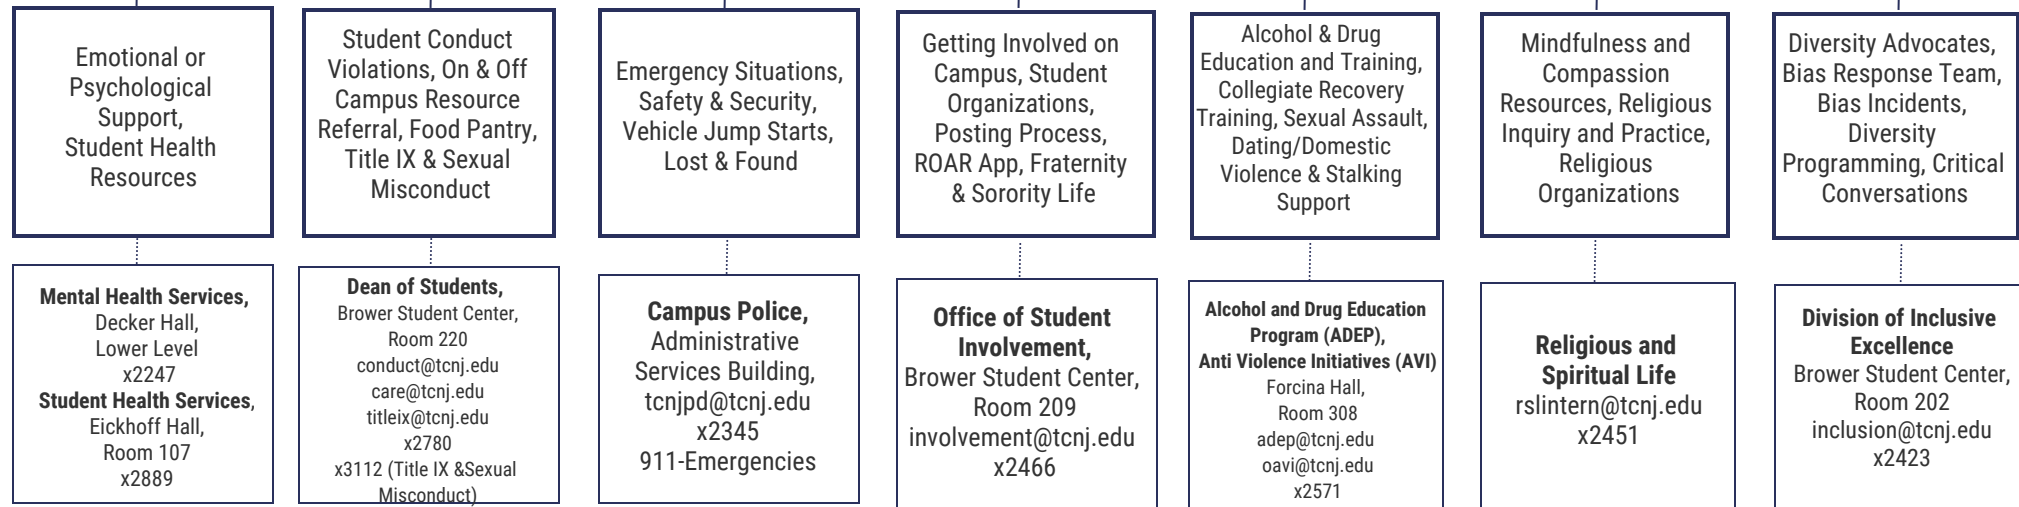 Emotional or
Psychological
Support,
Student Health
Resources
Student Conduct
Violations, On & Off
Campus Resource
Referral, Food Pantry,
Title IX & Sexual
Misconduct
Emergency Situations,
Safety & Security,
Vehicle Jump Starts,
Lost & Found
Getting Involved on
Campus, Student
Organizations,
Posting Process,
ROAR App, Fraternity
& Sorority Life
Alcohol & Drug
Education and Training,
Collegiate Recovery
Training, Sexual Assault,
Dating/Domestic
Violence & Stalking
Support
Mindfulness and
Compassion
Resources, Religious
Inquiry and Practice,
Religious
Organizations
Diversity Advocates,
Bias Response Team,
Bias Incidents,
Diversity
Programming, Critical
Conversations
Mental Health Services,
Decker Hall,
Lower Level
x2247
Student Health Services,
Eickhoff Hall,
Room 107
x2889
Dean of Students,
Brower Student Center,
Room 220
conduct@tcnj.edu
care@tcnj.edu
titleix@tcnj.edu
x2780
x3112 (Title IX &Sexual
Misconduct)
Campus Police,
Administrative
Services Building,
tcnjpd@tcnj.edu
x2345
911-Emergencies
Office of Student
Involvement,
Brower Student Center,
Room 209
involvement@tcnj.edu
x2466
Alcohol and Drug Education
Program (ADEP),
Anti Violence Initiatives (AVI)
Forcina Hall,
Room 308
adep@tcnj.edu
oavi@tcnj.edu
x2571
Religious and
Spiritual Life
rslintern@tcnj.edu
x2451
Division of Inclusive
Excellence
Brower Student Center,
Room 202
inclusion@tcnj.edu
x2423